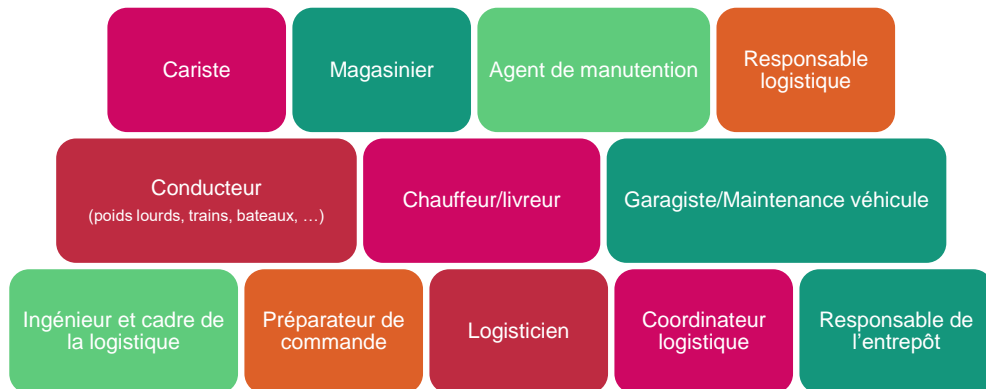 Cariste
Magasinier
Agent de manutention
Responsable
logistique
Conducteur
(poids lourds, trains, bateaux, …)
Chauffeur/livreur
Garagiste/Maintenance véhicule
Ingénieur et cadre de
la logistique
Préparateur de
commande
Logisticien
Coordinateur
logistique
Responsable de
l’entrepôt